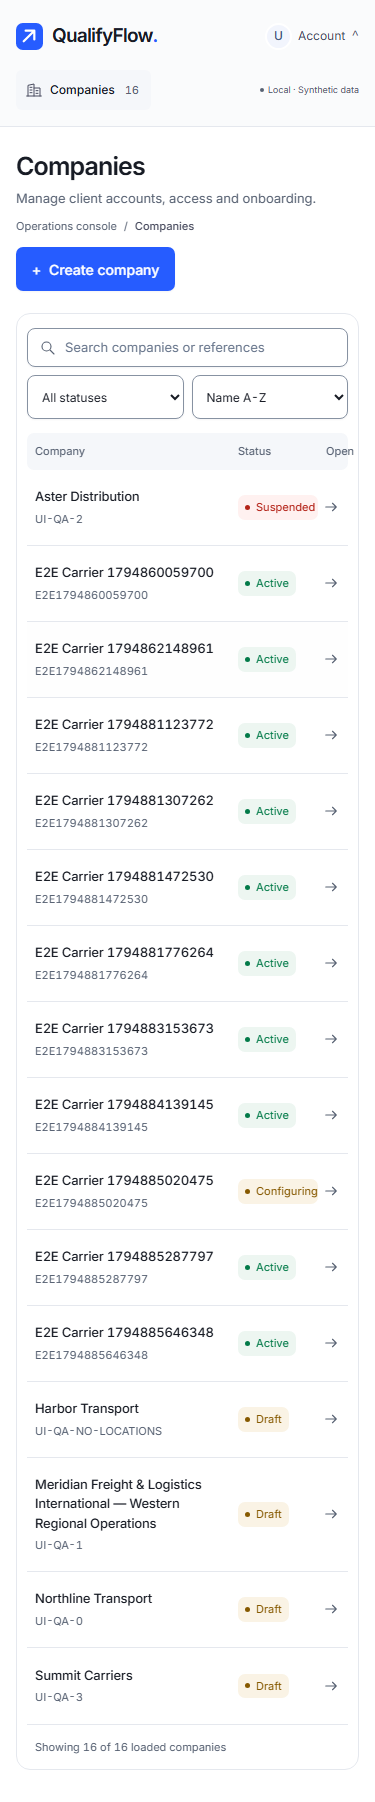 QualifyFlow.
U Account ^
Companies 16
Local · Synthetic data
Companies
Manage client accounts, access and onboarding.
Operations console / Companies
+ Create company
Search companies or references
All statuses
Name A-Z
Company Status Open
Aster Distribution
UI-QA-2
Suspended
E2E Carrier 1794860059700
E2E1794860059700
Active
E2E Carrier 1794862148961
E2E1794862148961
Active
E2E Carrier 1794881123772
E2E1794881123772
Active
E2E Carrier 1794881307262
E2E1794881307262
Active
E2E Carrier 1794881472530
E2E1794881472530
Active
E2E Carrier 1794881776264
E2E1794881776264
Active
E2E Carrier 1794883153673
E2E1794883153673
Active
E2E Carrier 1794884139145
E2E1794884139145
Active
E2E Carrier 1794885020475
E2E1794885020475
Configuring
E2E Carrier 1794885287797
E2E1794885287797
Active
E2E Carrier 1794885646348
E2E1794885646348
Active
Harbor Transport
UI-QA-NO-LOCATIONS
Draft
Meridian Freight & Logistics
International — Western
Regional Operations
UI-QA-1
Draft
Northline Transport
UI-QA-0
Draft
Summit Carriers
UI-QA-3
Draft
Showing 16 of 16 loaded companies